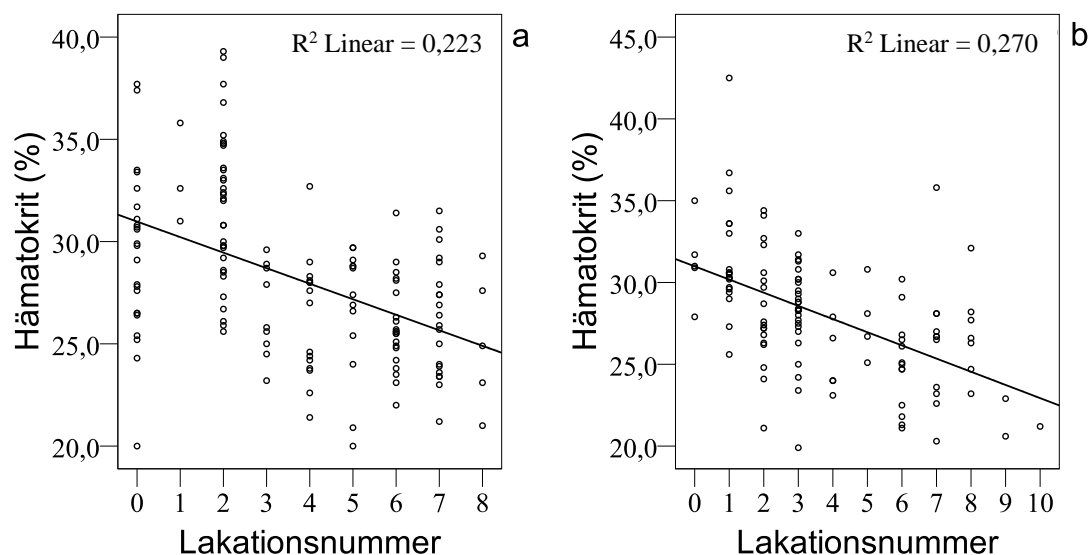 R² Linear = 0,223
a
40,0
35,0
30,0
25,0
20,0
Hämatokrit (%)
0 1 2 3 4 5 6 7 8
Lakationsnummer
R² Linear = 0,270
b
45,0
40,0
35,0
30,0
25,0
20,0
Hämatokrit (%)
0 1 2 3 4 5 6 7 8 9 10
Lakationsnummer